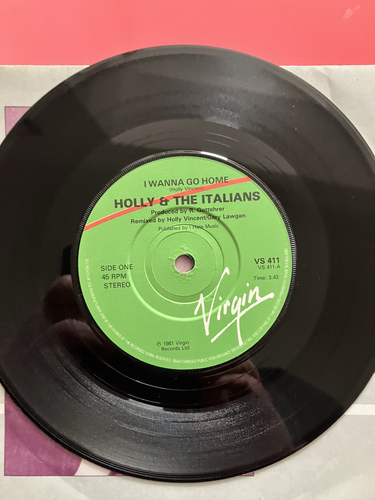 I WANNA GO HOME
(Holly Vincent)
HOLLY & THE ITALIANS
Produced by R. Gottehrer
Remixed by Holly Vincent/Gary Lawgan
Published by I Hate Music
SIDE ONE
45 RPM
STEREO
VS 411
VS 411-A
Time: 3.43
Virgin
℗ 1981 Virgin
Records Ltd